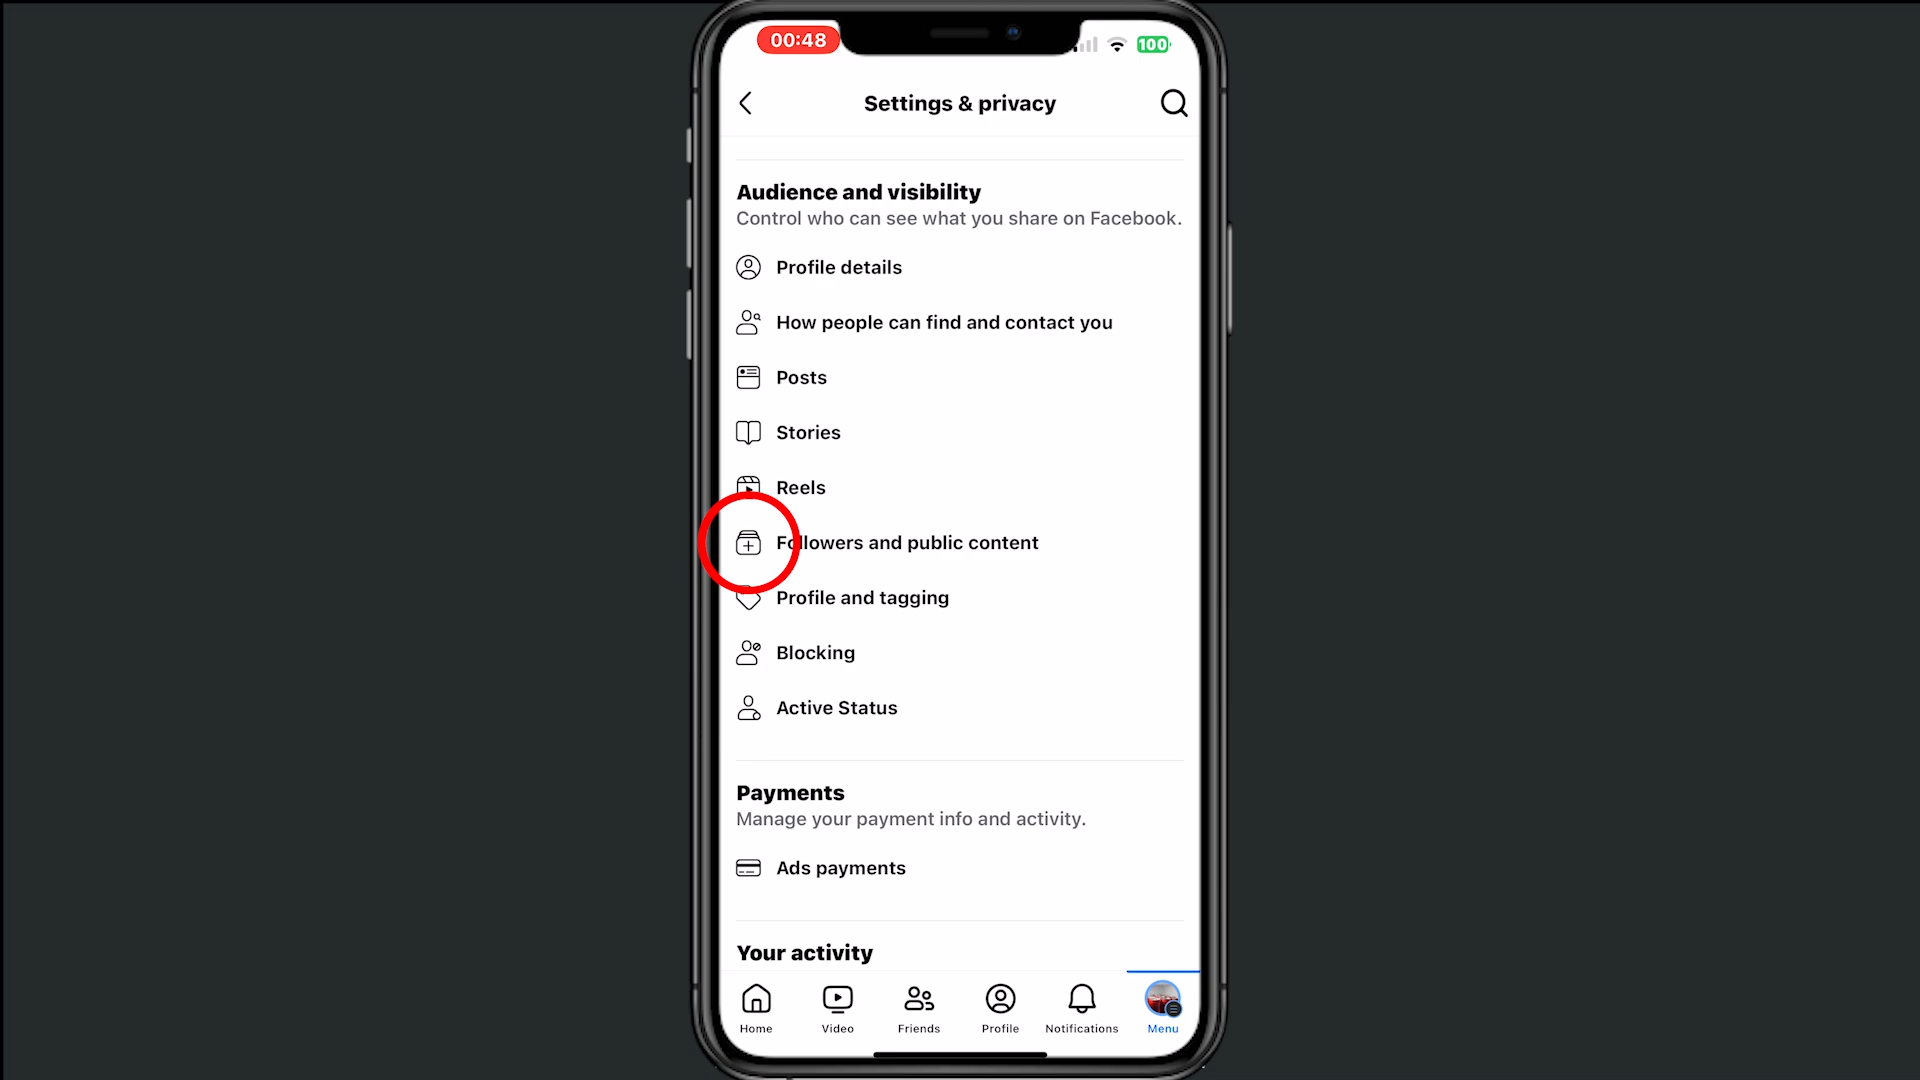 00:48
100
Settings & privacy
Audience and visibility
Control who can see what you share on Facebook.
Profile details
How people can find and contact you
Posts
Stories
Reels
Followers and public content
Profile and tagging
Blocking
Active Status
Payments
Manage your payment info and activity.
Ads payments
Your activity
Home
Video
Friends
Profile
Notifications
Menu